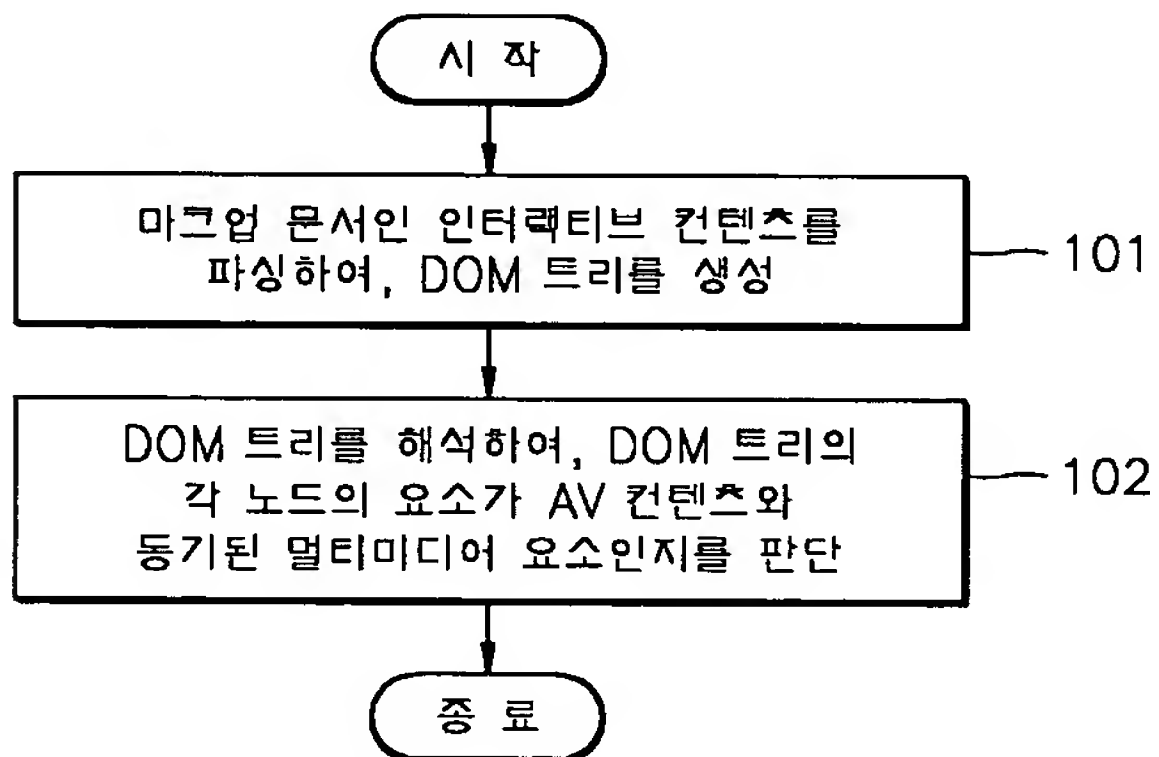 시 작
마크업 문서인 인터랙티브 컨텐츠를
파싱하여, DOM 트리를 생성
101
DOM 트리를 해석하여, DOM 트리의
각 노드의 요소가 AV 컨텐츠와
동기된 멀티미디어 요소인지를 판단
102
종 료